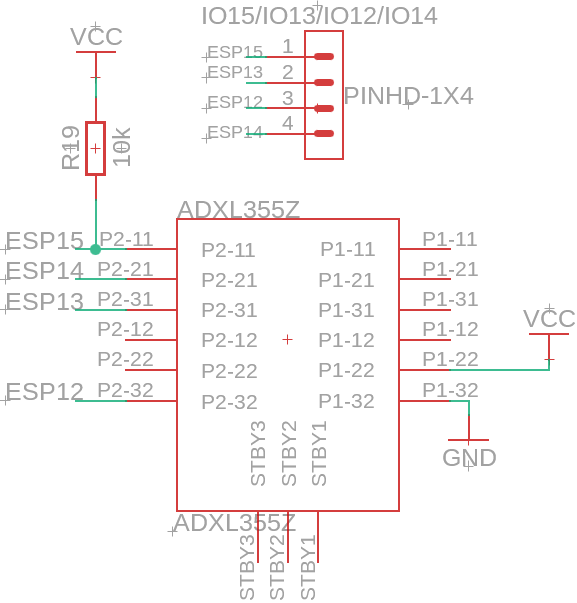 IO15/IO13/IO12/IO14
VCC
ESP15 1
ESP13 2
ESP12 3
ESP14 4
PINHD-1X4
R19
10k
ADXL355Z
ESP15 P2-11 P2-11 P1-11 P1-11
ESP14 P2-21 P2-21 P1-21 P1-21
ESP13 P2-31 P2-31 P1-31 P1-31
VCC
P2-12 P2-12 P1-12 P1-12
P2-22 P2-22 P1-22 P1-22
ESP12 P2-32 P2-32 P1-32 P1-32
STBY3 STBY2 STBY1
GND
ADXL355Z
STBY3 STBY2 STBY1